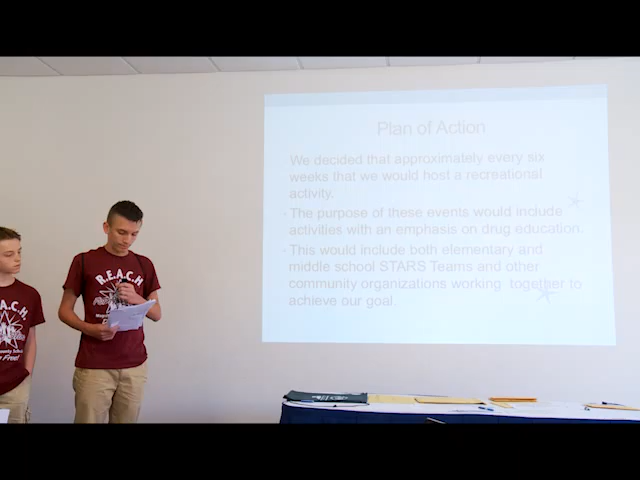 Plan of Action
We decided that approximately every six
weeks that we would host a recreational
activity.
· The purpose of these events would include
activities with an emphasis on drug education.
· This would include both elementary and
middle school STARS Teams and other
community organizations working together to
achieve our goal.
R.E.A.C.H.
R.E.A.C.H